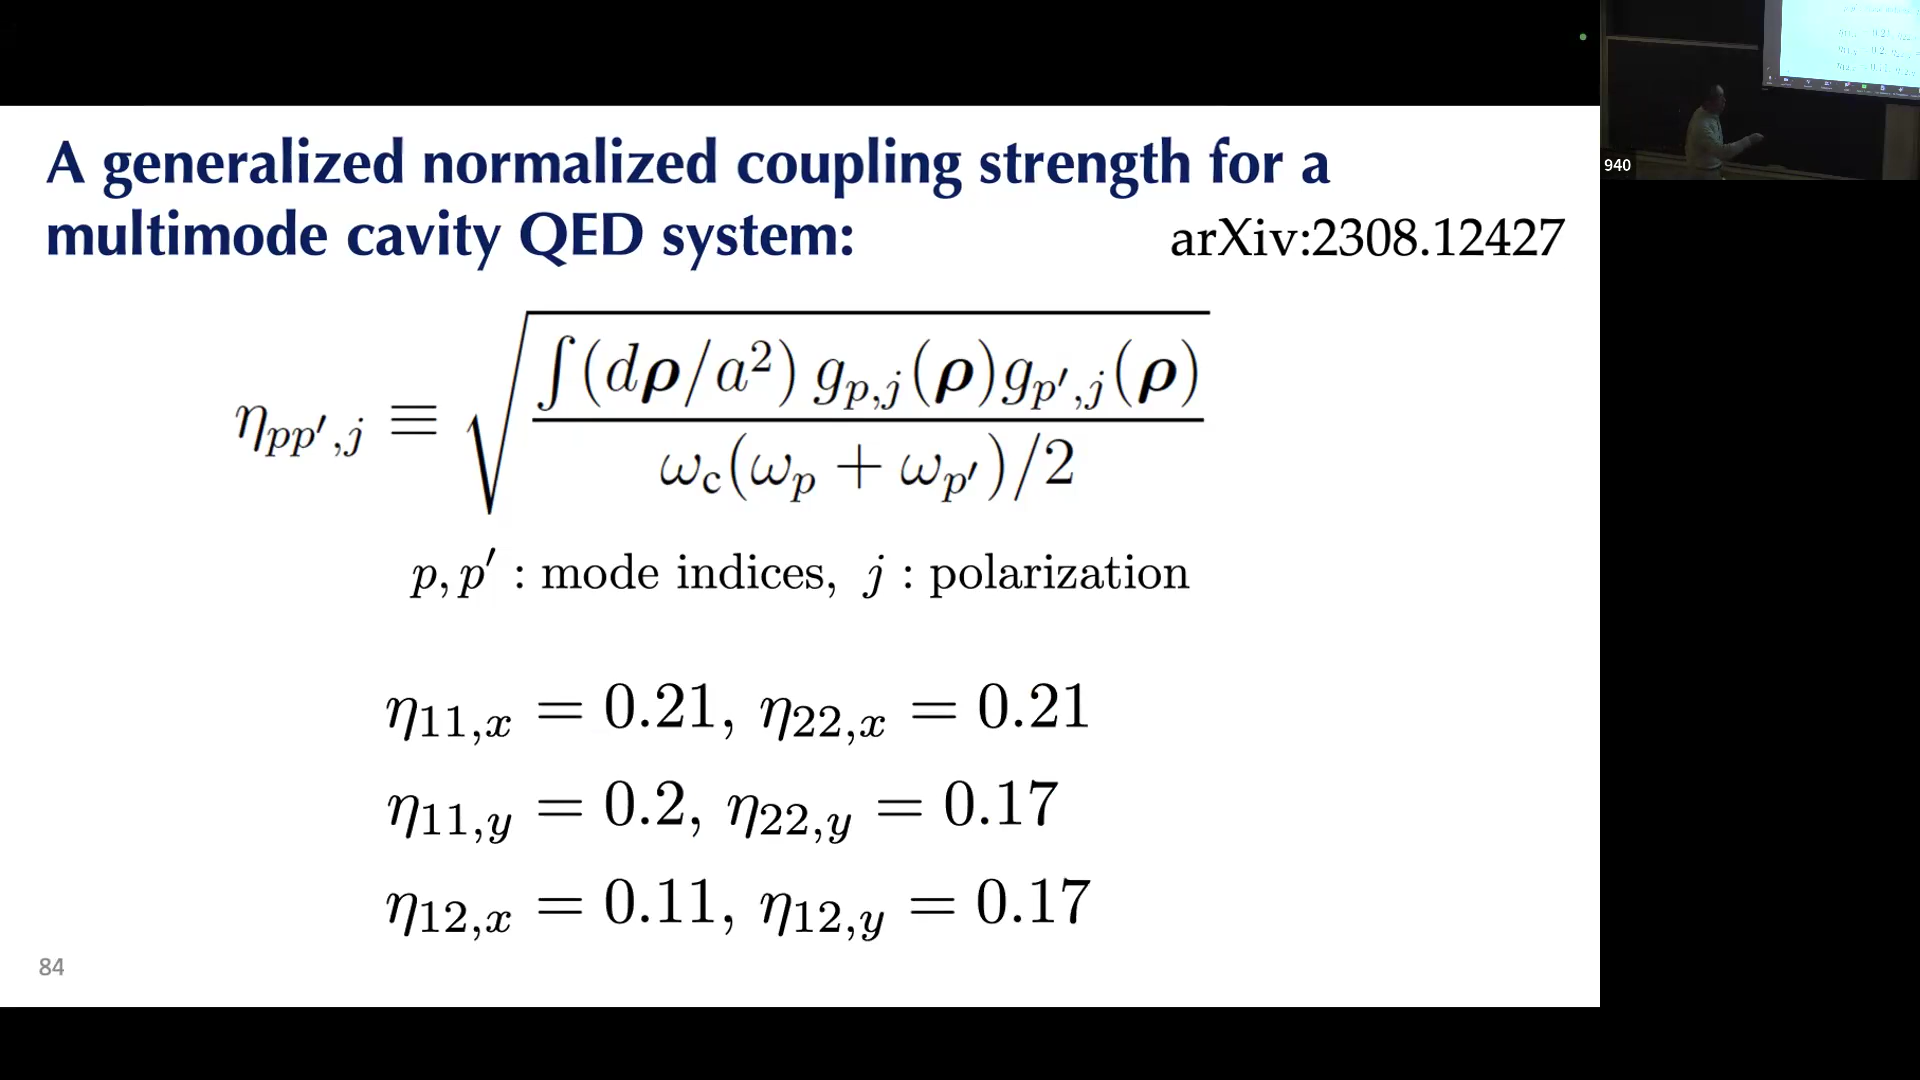 A generalized normalized coupling strength for a
multimode cavity QED system:
arXiv:2308.12427
η_{pp′,j} ≡ √( ∫(d𝛒/a²) g_{p,j}(𝛒)g_{p′,j}(𝛒) / ω_c(ω_p + ω_{p′})/2 )
p, p′ : mode indices, j : polarization
η_{11,x} = 0.21, η_{22,x} = 0.21
η_{11,y} = 0.2, η_{22,y} = 0.17
η_{12,x} = 0.11, η_{12,y} = 0.17
84
940